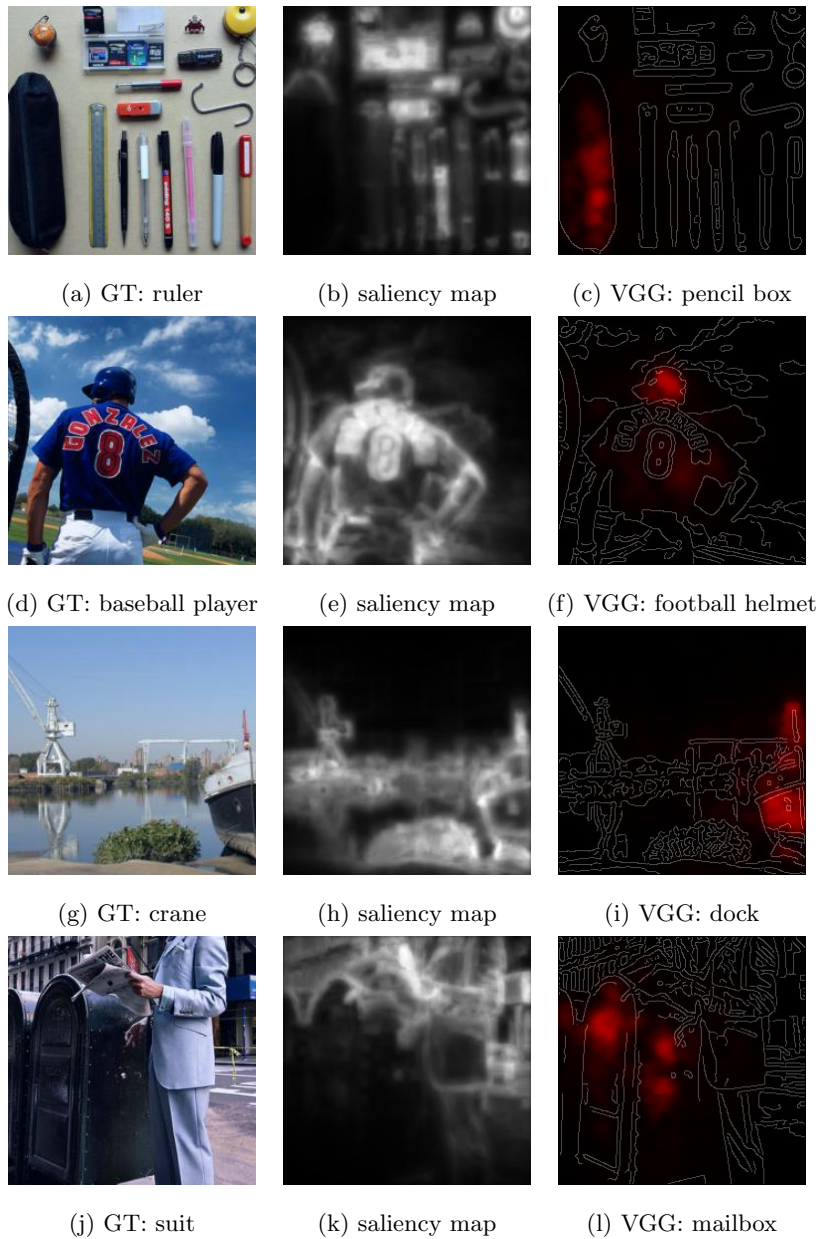 (a) GT: ruler
(b) saliency map
(c) VGG: pencil box
GONZALEZ
8
(d) GT: baseball player
(e) saliency map
(f) VGG: football helmet
(g) GT: crane
(h) saliency map
(i) VGG: dock
(j) GT: suit
(k) saliency map
(l) VGG: mailbox